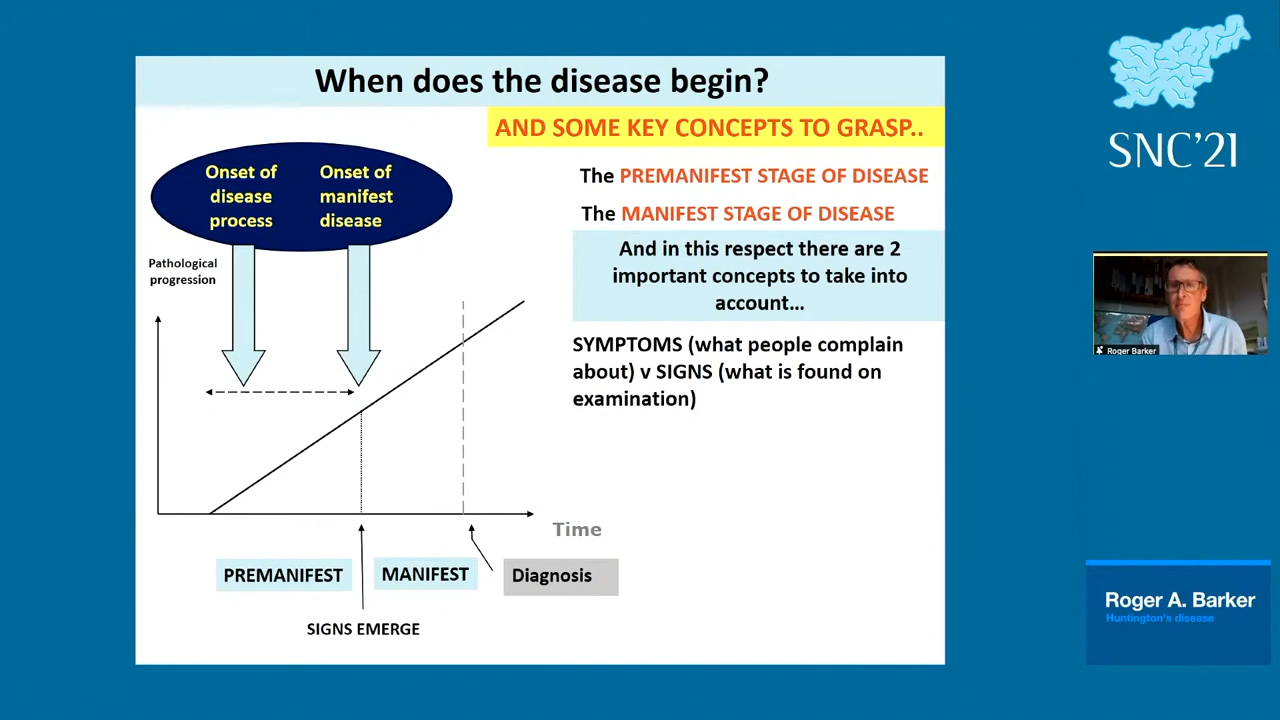 When does the disease begin?
AND SOME KEY CONCEPTS TO GRASP..
Onset of
disease
process
Onset of
manifest
disease
The PREMANIFEST STAGE OF DISEASE
The MANIFEST STAGE OF DISEASE
And in this respect there are 2
important concepts to take into
account...
Pathological
progression
SYMPTOMS (what people complain
about) v SIGNS (what is found on
examination)
Time
PREMANIFEST
MANIFEST
Diagnosis
SIGNS EMERGE
SNC'21
Roger Barker
Roger A. Barker
Huntington's disease